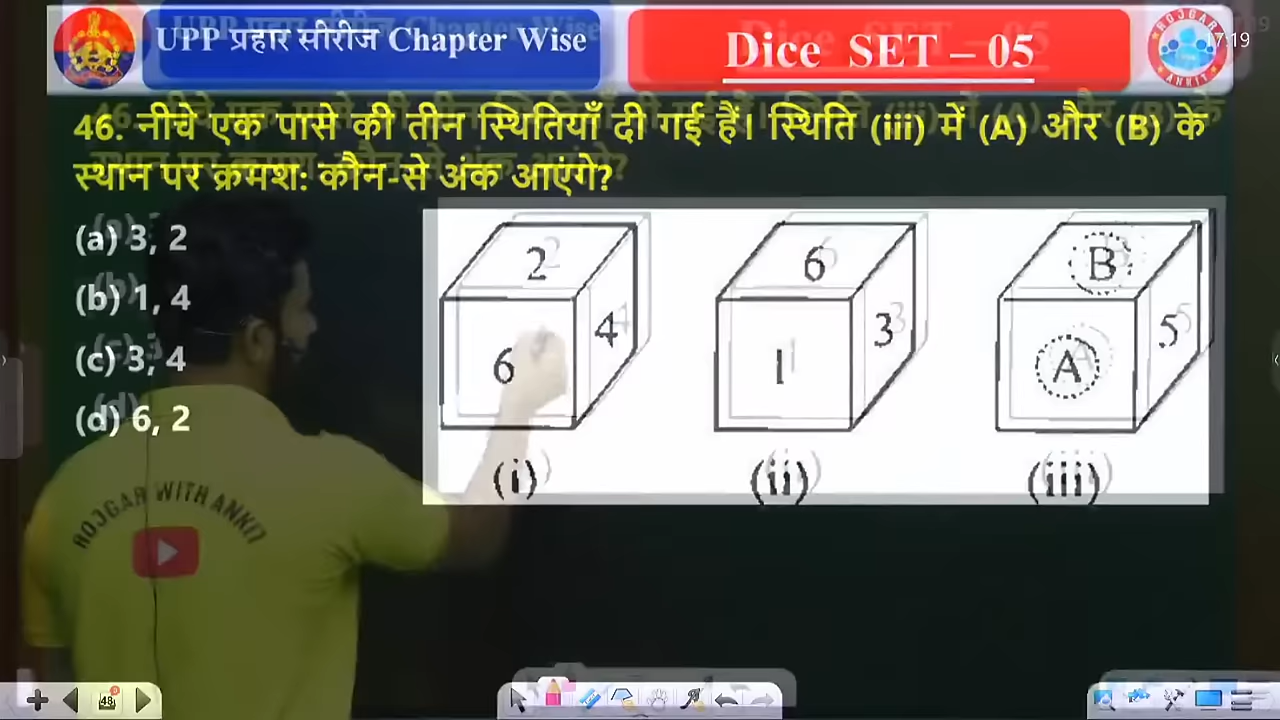 UPP प्रहार सीरीज Chapter Wise
Dice SET – 05
ROJGAR
ANKIT
17:19
46. नीचे एक पासे की तीन स्थितियाँ दी गई हैं। स्थिति (iii) में (A) और (B) के
स्थान पर क्रमश: कौन-से अंक आएंगे?
(a) 3, 2
(b) 1, 4
(c) 3, 4
(d) 6, 2
2
4
6
(i)
6
3
1
(ii)
B
5
A
(iii)
ROJGAR WITH ANKIT
48